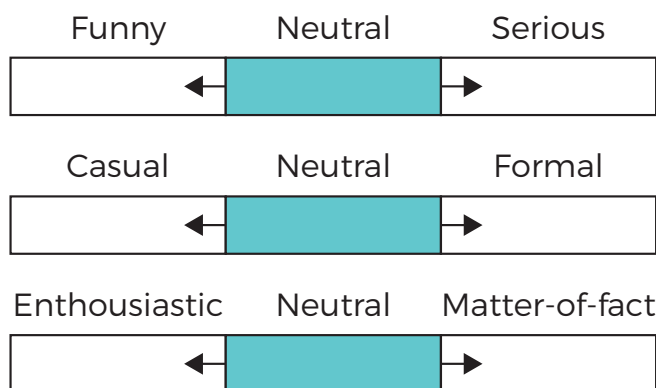 Funny Neutral Serious
Casual Neutral Formal
Enthousiastic Neutral Matter-of-fact